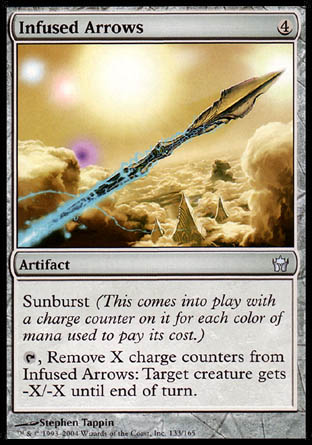 Infused Arrows 4
Artifact
Sunburst (This comes into play with
a charge counter on it for each color of
mana used to pay its cost.)
, Remove X charge counters from
Infused Arrows: Target creature gets
-X/-X until end of turn.
Stephen Tappin
™ & © 1993-2004 Wizards of the Coast, Inc. 133/165